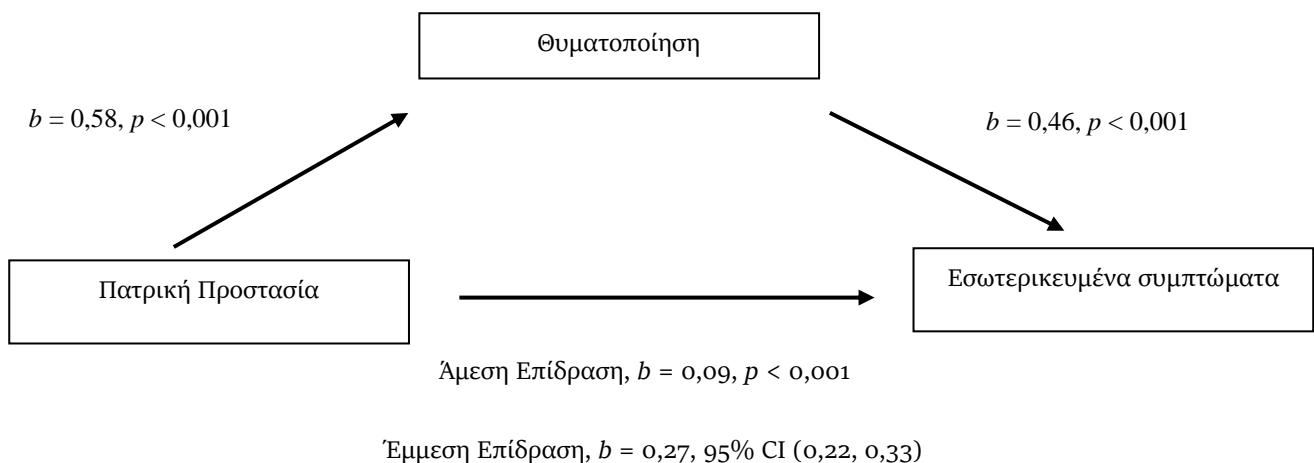 Θυματοποίηση
b = 0,58, p < 0,001
b = 0,46, p < 0,001
Πατρική Προστασία
Εσωτερικευμένα συμπτώματα
Άμεση Επίδραση, b = 0,09, p < 0,001
Έμμεση Επίδραση, b = 0,27, 95% CI (0,22, 0,33)